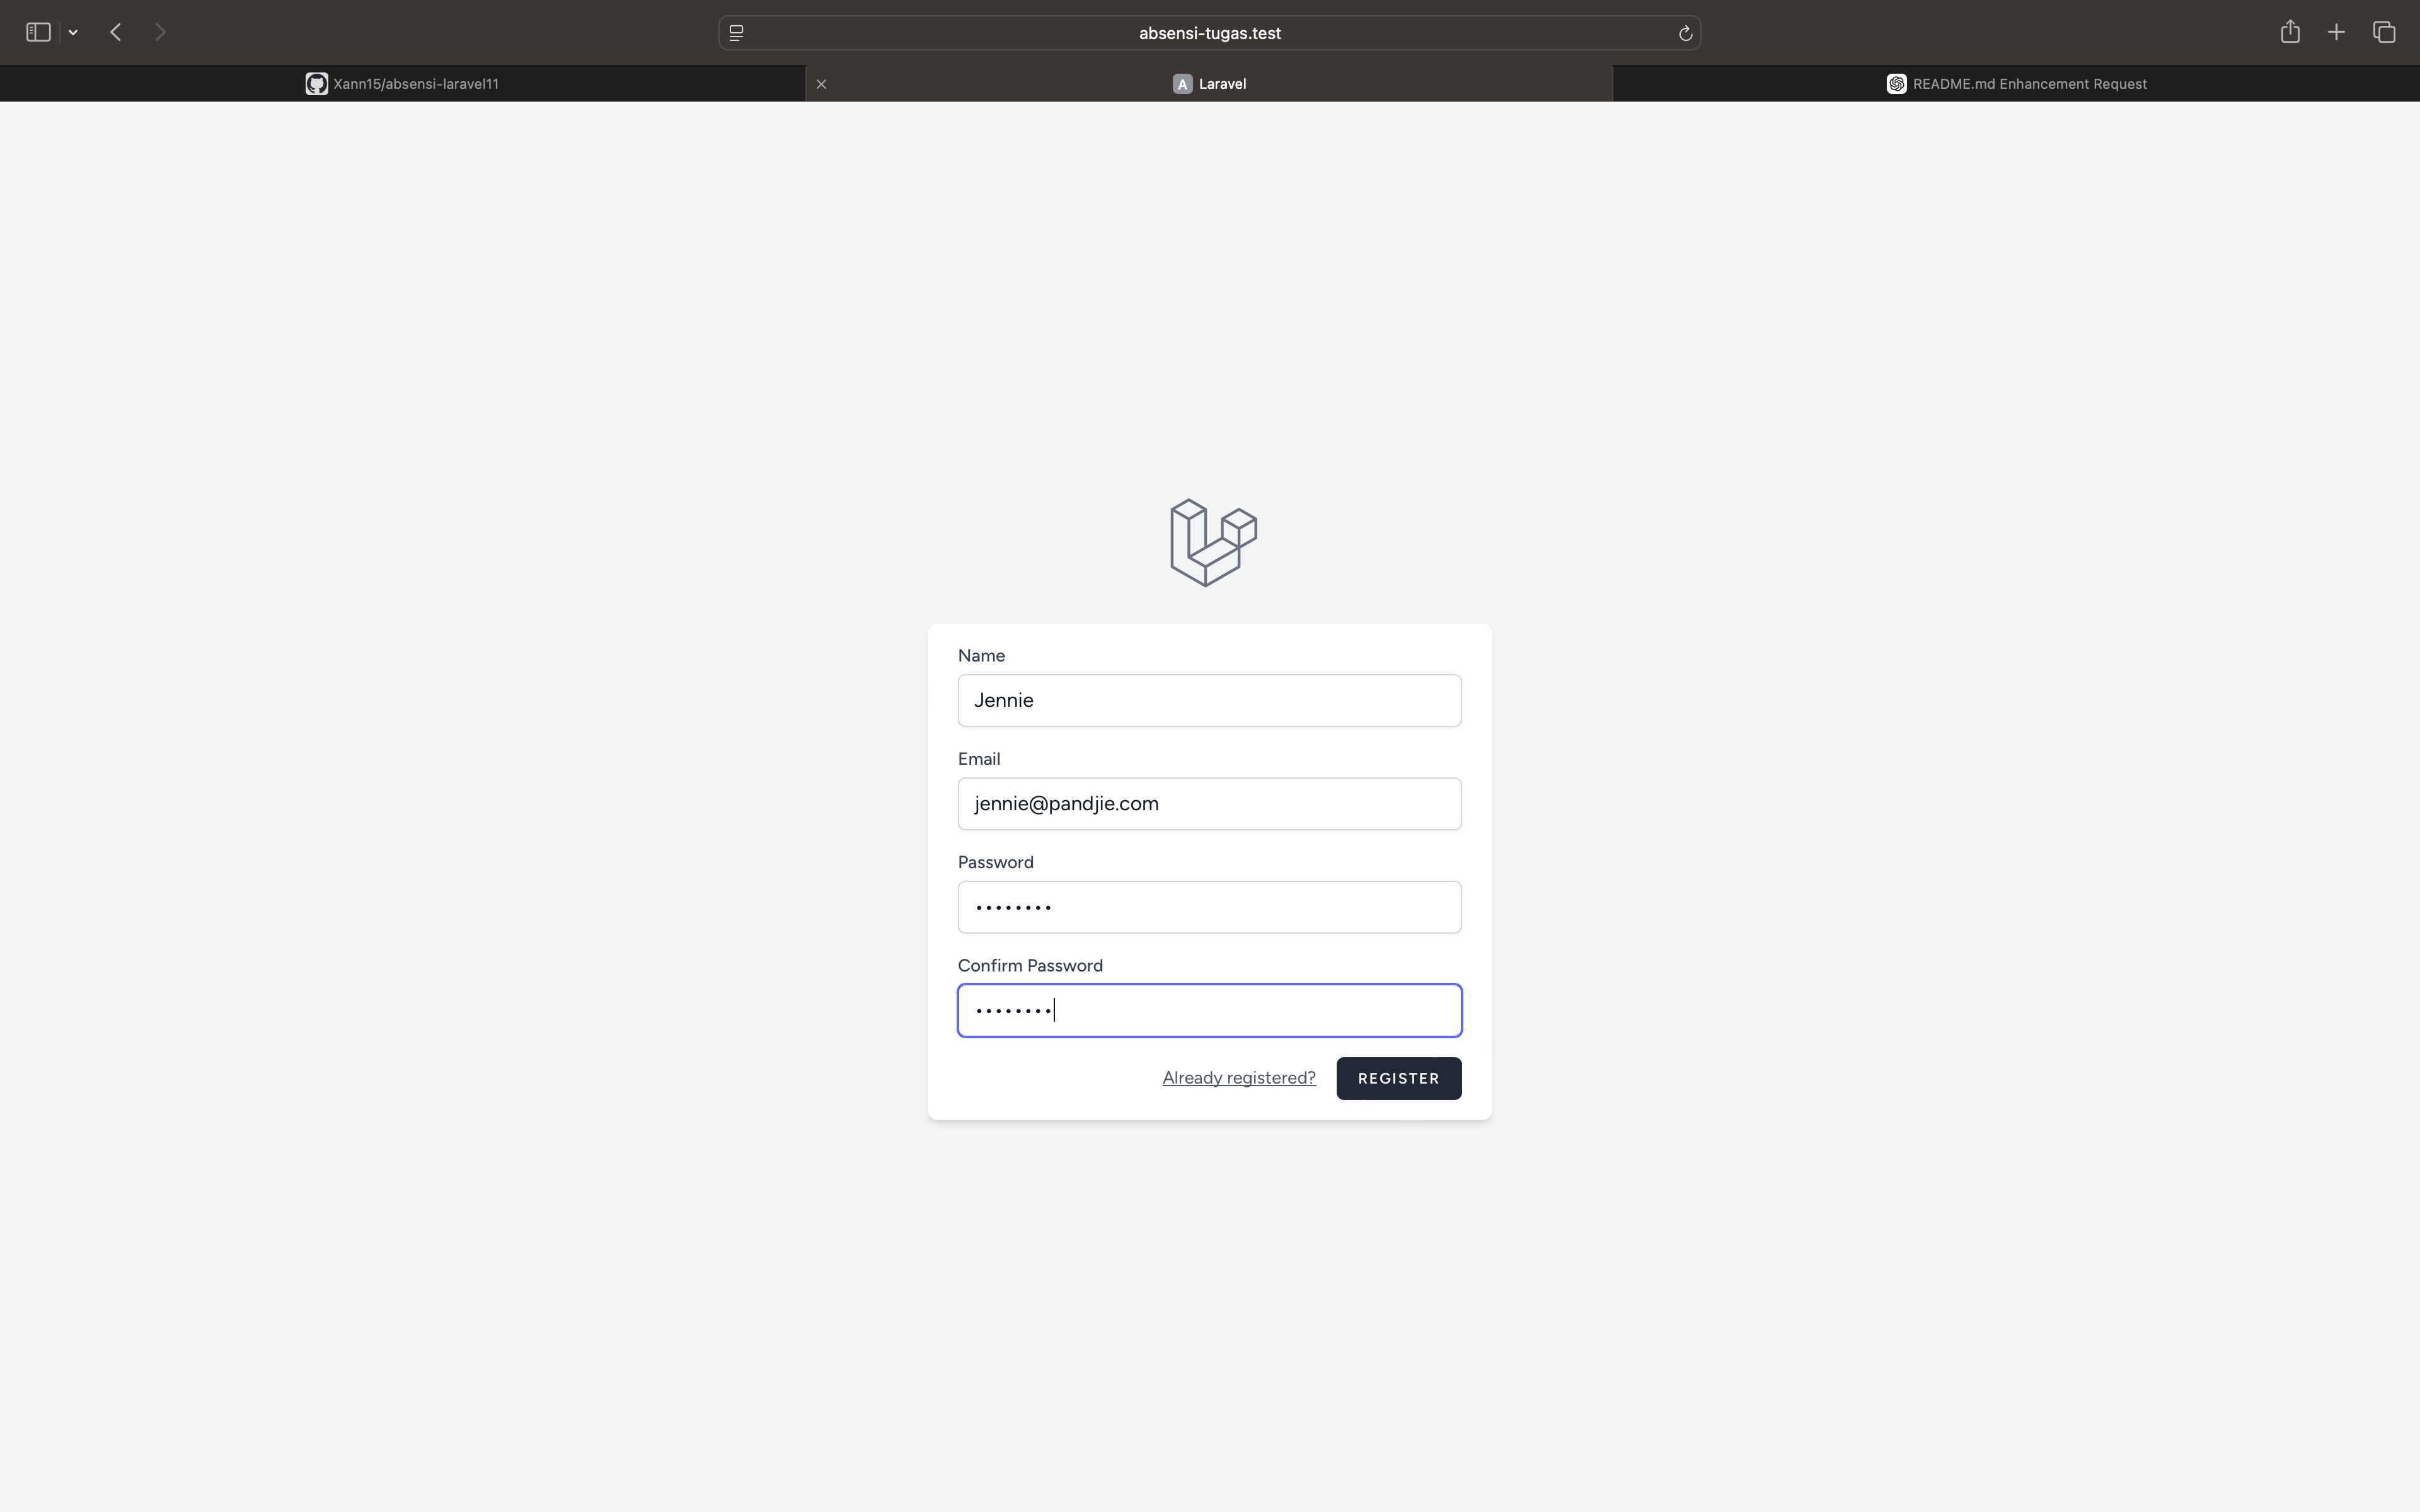 absensi-tugas.test
Xann15/absensi-laravel11
A Laravel
README.md Enhancement Request
Name
Jennie
Email
jennie@pandjie.com
Password
••••••••
Confirm Password
••••••••
Already registered? REGISTER